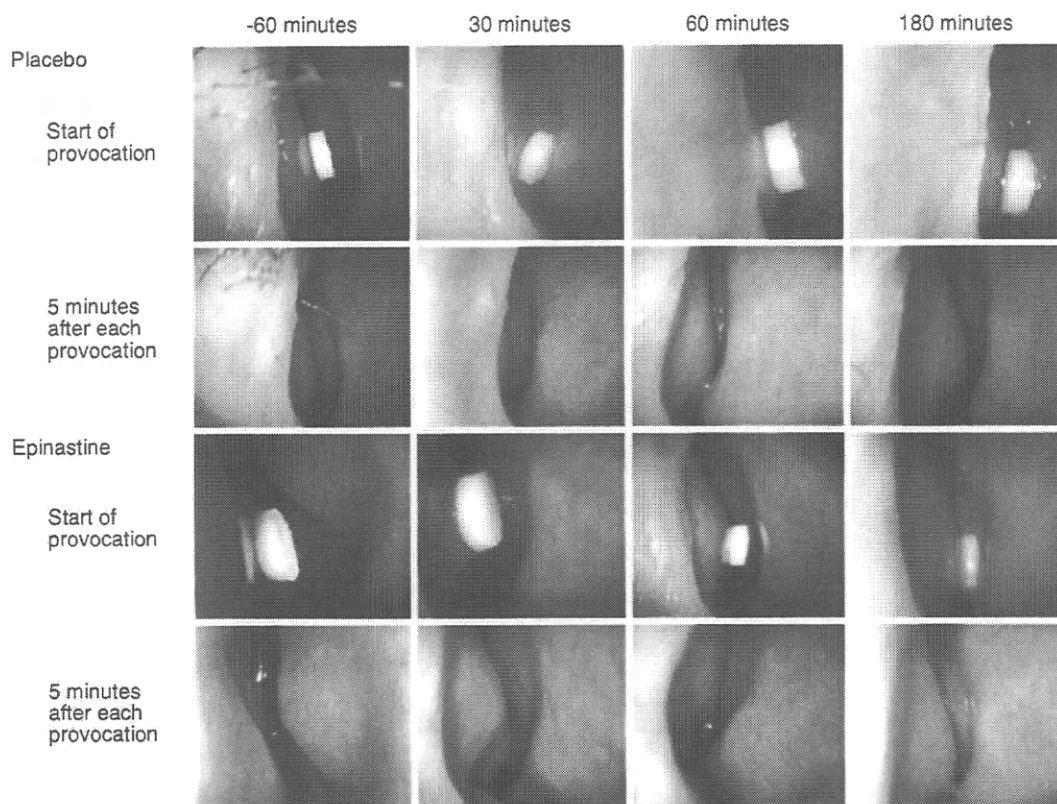 -60 minutes 30 minutes 60 minutes 180 minutes
Placebo
Start of
provocation
5 minutes
after each
provocation
Epinastine
Start of
provocation
5 minutes
after each
provocation